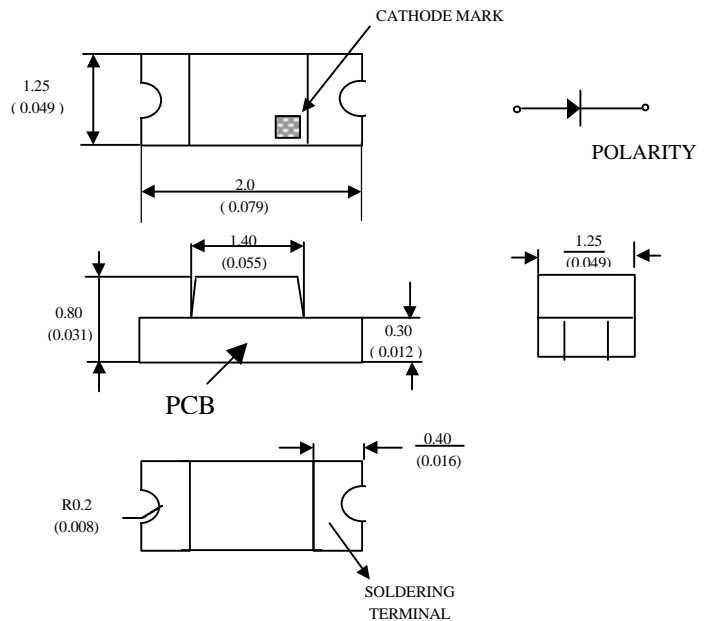 CATHODE MARK
1.25
( 0.049 )
POLARITY
2.0
( 0.079)
1.40
(0.055)
1.25
(0.049)
0.80
(0.031)
0.30
( 0.012 )
PCB
0.40
(0.016)
R0.2
(0.008)
SOLDERING
TERMINAL